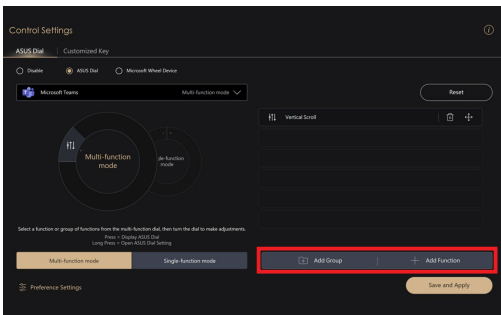 Control Settings
ASUS Dial
Customized Key
Disable
ASUS Dial
Microsoft Wheel Device
Microsoft Teams
Multi-function mode
Reset
Vertical Scroll
Multi-function
mode
gle-function
mode
Select a function or group of functions from the multi-function dial, then turn the dial to make adjustments.
Press = Display ASUS Dial
Long Press = Open ASUS Dial Setting
Multi-function mode
Single-function mode
Add Group
Add Function
Preference Settings
Save and Apply